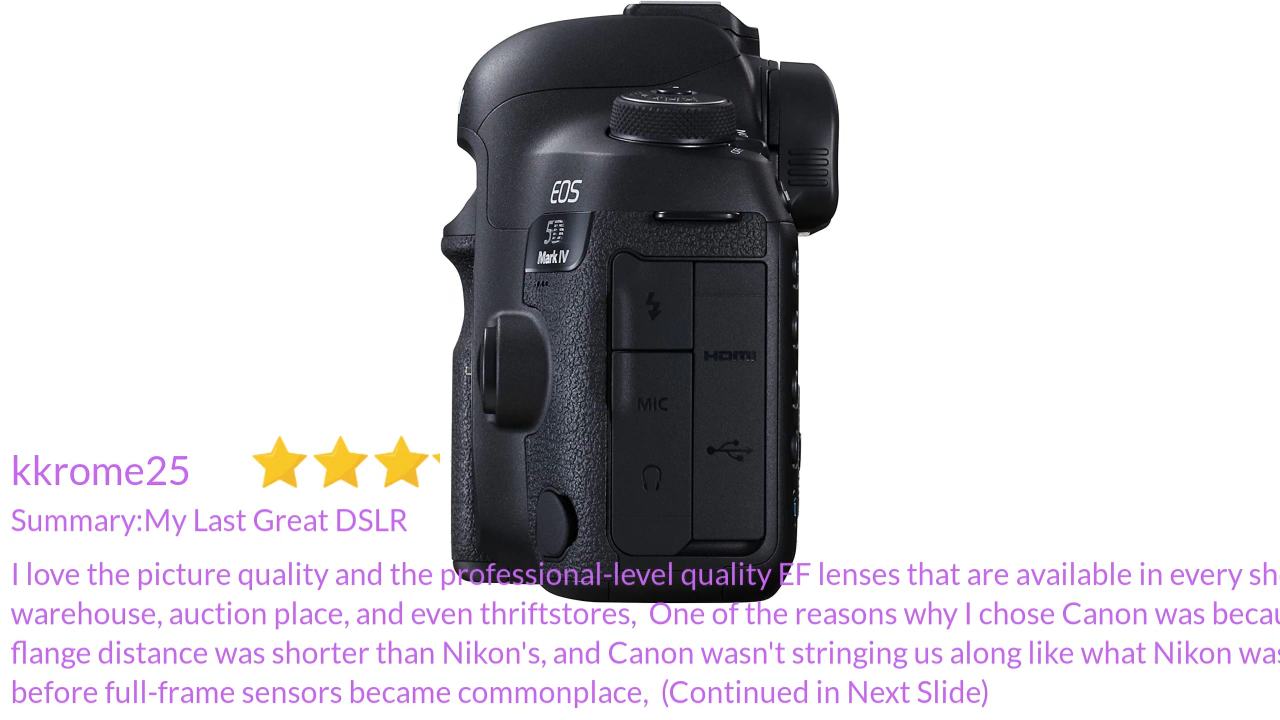 EOS
5D
Mark IV
HDMI
MIC
kkrome25
Summary:My Last Great DSLR
I love the picture quality and the professional-level quality EF lenses that are available in every
warehouse, auction place, and even thriftstores,  One of the reasons why I chose Canon was
flange distance was shorter than Nikon's, and Canon wasn't stringing us along like what Nikon
before full-frame sensors became commonplace,  (Continued in Next Slide)